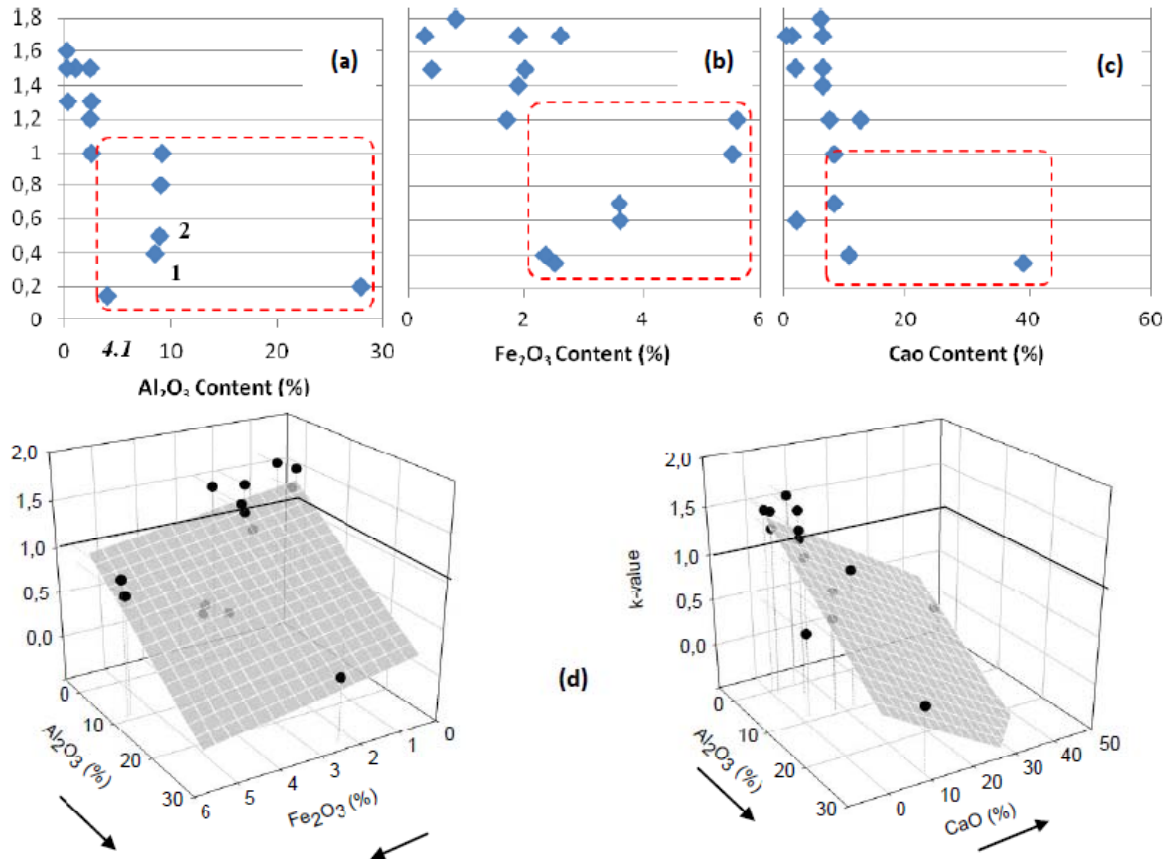 1,8
1,6
1,4
1,2
1
0,8
0,6
0,4
0,2
0
(a)
2
1
0 4.1 10 20 30
Al₂O₃ Content (%)
(b)
0 2 4 6
Fe₂O₃ Content (%)
(c)
0 20 40 60
Cao Content (%)
2,0
1,5
1,0
0,5
0,0
0
10
20
30
Al₂O₃ (%)
6 5 4 3 2 1 0
Fe₂O₃ (%)
(d)
k-value
2,0
1,5
1,0
0,5
0,0
0
10
20
30
Al₂O₃ (%)
0 10 20 30 40 50
CaO (%)